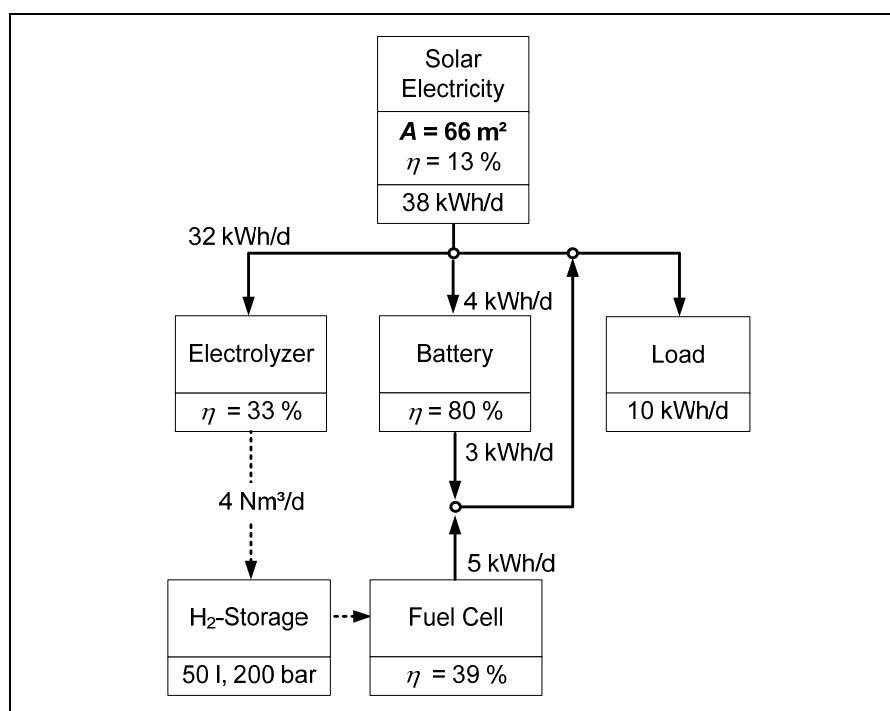 Solar
Electricity
A = 66 m²
η = 13 %
38 kWh/d
32 kWh/d
4 kWh/d
Electrolyzer
η = 33 %
Battery
η = 80 %
Load
10 kWh/d
3 kWh/d
4 Nm³/d
5 kWh/d
H₂-Storage
50 l, 200 bar
Fuel Cell
η = 39 %